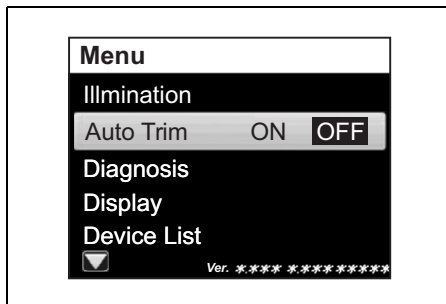 Menu
Illmination
Auto Trim ON OFF
Diagnosis
Display
Device List
Ver. *.*** *.*********